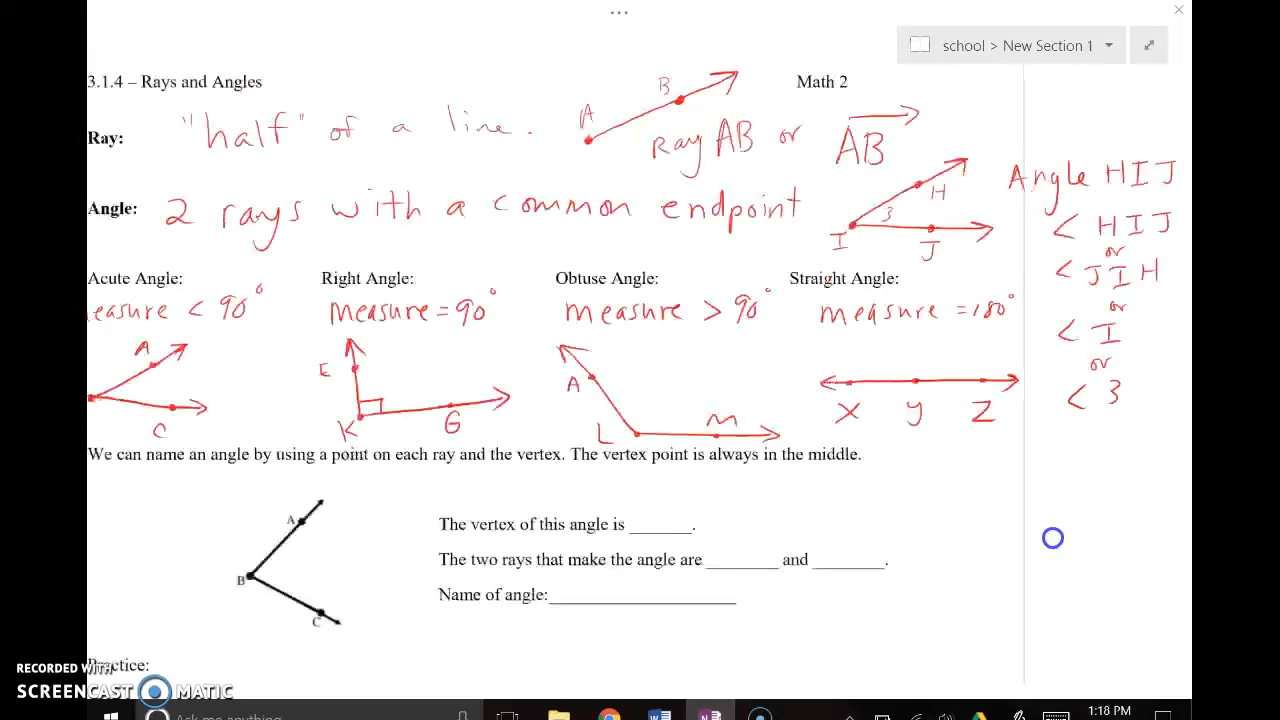 school > New Section 1
3.1.4 – Rays and Angles
Math 2
B
A
Ray: "half" of a line. Ray AB or AB
Angle HIJ
H
3
Angle: 2 rays with a common endpoint
I
J
< HIJ
or
< JIH
Acute Angle: Right Angle: Obtuse Angle: Straight Angle:
easure < 90° measure = 90° measure > 90° measure = 180°
or
< I
or
< 3
A
C
E
K
G
A
L
M
X Y Z
We can name an angle by using a point on each ray and the vertex. The vertex point is always in the middle.
A
B
C
The vertex of this angle is _______.
The two rays that make the angle are ________ and ________.
Name of angle:_____________________
Practice:
RECORDED WITH
SCREENCAST MATIC
Ask me anything
1:18 PM